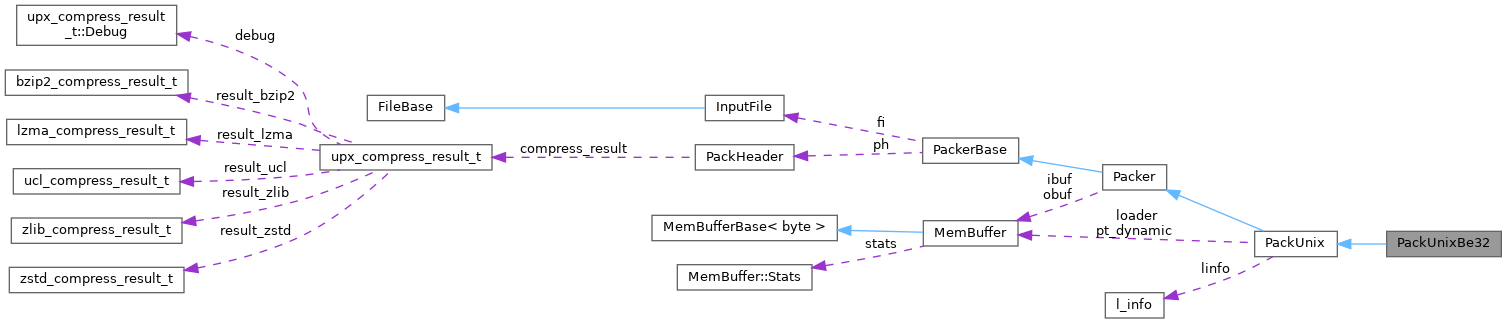 upx_compress_result
_t::Debug
debug
bzip2_compress_result_t
result_bzip2
lzma_compress_result_t
result_lzma
ucl_compress_result_t
result_ucl
zlib_compress_result_t
result_zlib
zstd_compress_result_t
result_zstd
upx_compress_result_t
compress_result
FileBase
InputFile
PackHeader
fi
ph
PackerBase
MemBufferBase< byte >
MemBuffer::Stats
stats
MemBuffer
ibuf
obuf
Packer
loader
pt_dynamic
linfo
l_info
PackUnix
PackUnixBe32